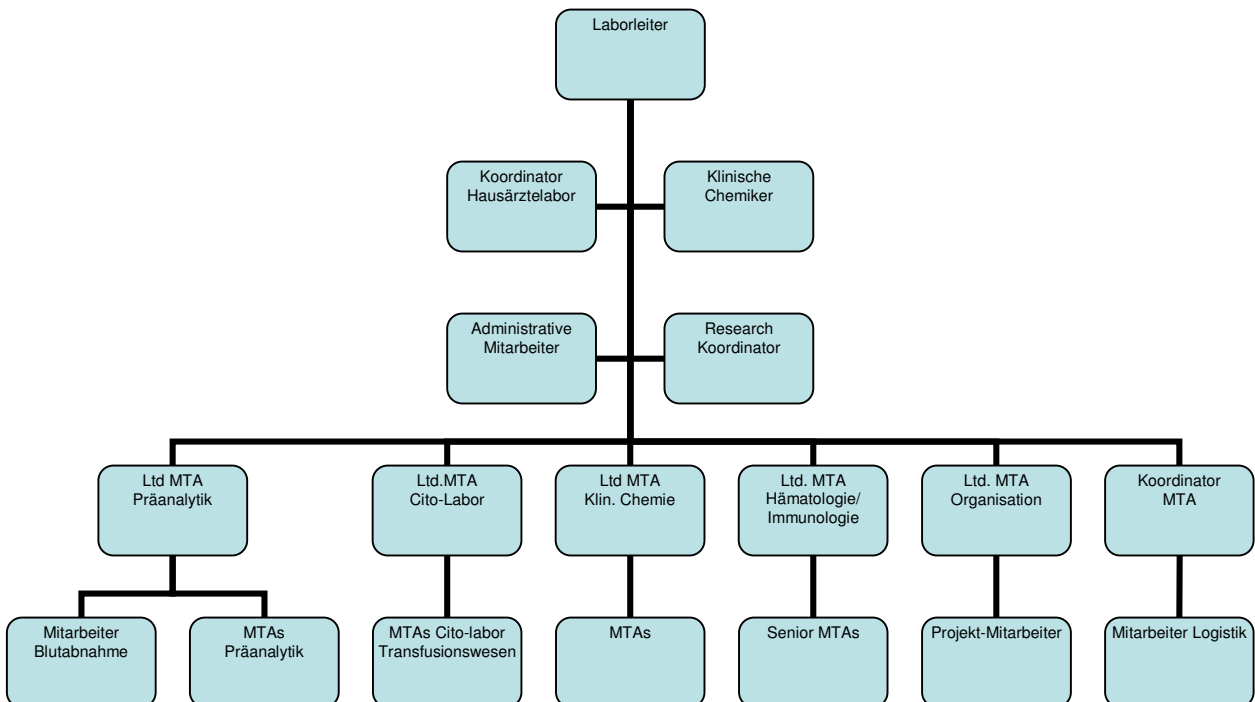 Laborleiter
Koordinator
Hausärztelabor
Klinische
Chemiker
Administrative
Mitarbeiter
Research
Koordinator
Ltd MTA
Präanalytik
Ltd.MTA
Cito-Labor
Ltd MTA
Klin. Chemie
Ltd. MTA
Hämatologie/
Immunologie
Ltd. MTA
Organisation
Koordinator
MTA
Mitarbeiter
Blutabnahme
MTAs
Präanalytik
MTAs Cito-labor
Transfusionswesen
MTAs
Senior MTAs
Projekt-Mitarbeiter
Mitarbeiter Logistik